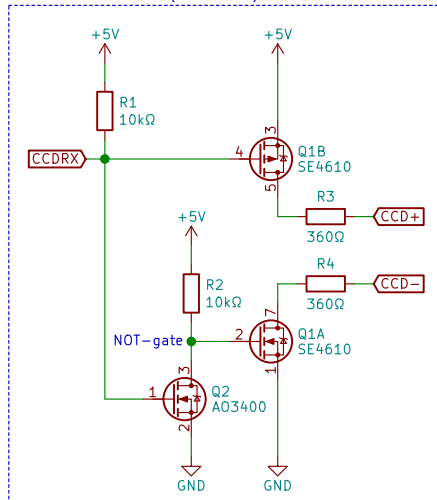 +5V
+5V
R1
10kΩ
CCDRX
4
3
5
Q1B
SE4610
R3
360Ω
CCD+
+5V
R2
10kΩ
R4
360Ω
CCD-
NOT-gate
2
7
1
Q1A
SE4610
1
3
2
Q2
AO3400
GND
GND